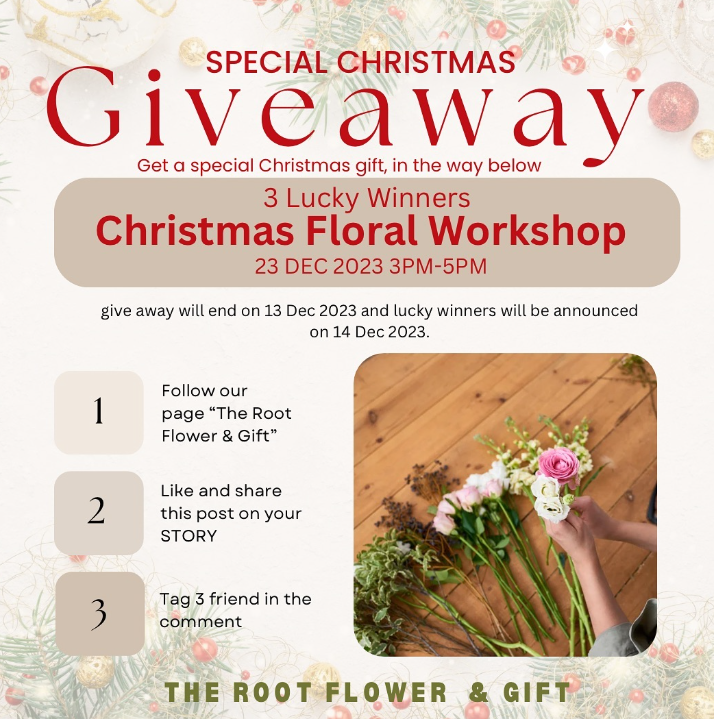 SPECIAL CHRISTMAS
Giveaway
Get a special Christmas gift, in the way below
3 Lucky Winners
Christmas Floral Workshop
23 DEC 2023 3PM-5PM
give away will end on 13 Dec 2023 and lucky winners will be announced
on 14 Dec 2023.
1
Follow our
page “The Root
Flower & Gift”
2
Like and share
this post on your
STORY
3
Tag 3 friend in the
comment
THE ROOT FLOWER & GIFT